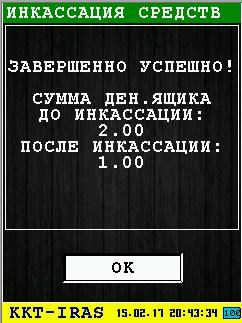 ИНКАССАЦИЯ СРЕДСТВ
ЗАВЕРШЕННО УСПЕШНО!
СУММА ДЕН.ЯЩИКА
ДО ИНКАССАЦИИ:
2.00
ПОСЛЕ ИНКАССАЦИИ:
1.00
OK
KKT-IRAS 15.02.17 20:43:34 100